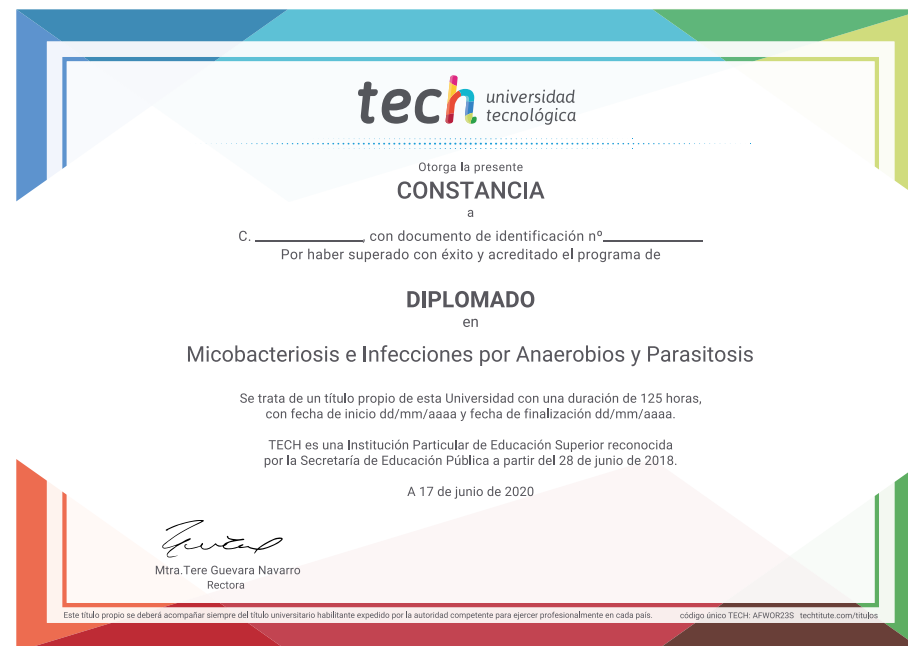 tech universidad
tecnológica
Otorga la presente
CONSTANCIA
a
C. ____________, con documento de identificación nº____________
Por haber superado con éxito y acreditado el programa de
DIPLOMADO
en
Micobacteriosis e Infecciones por Anaerobios y Parasitosis
Se trata de un título propio de esta Universidad con una duración de 125 horas,
con fecha de inicio dd/mm/aaaa y fecha de finalización dd/mm/aaaa.
TECH es una Institución Particular de Educación Superior reconocida
por la Secretaría de Educación Pública a partir del 28 de junio de 2018.
A 17 de junio de 2020
Mtra.Tere Guevara Navarro
Rectora
Este título propio se deberá acompañar siempre del título universitario habilitante expedido por la autoridad competente para ejercer profesionalmente en cada país. código único TECH: AFWOR23S techtitute.com/titulos